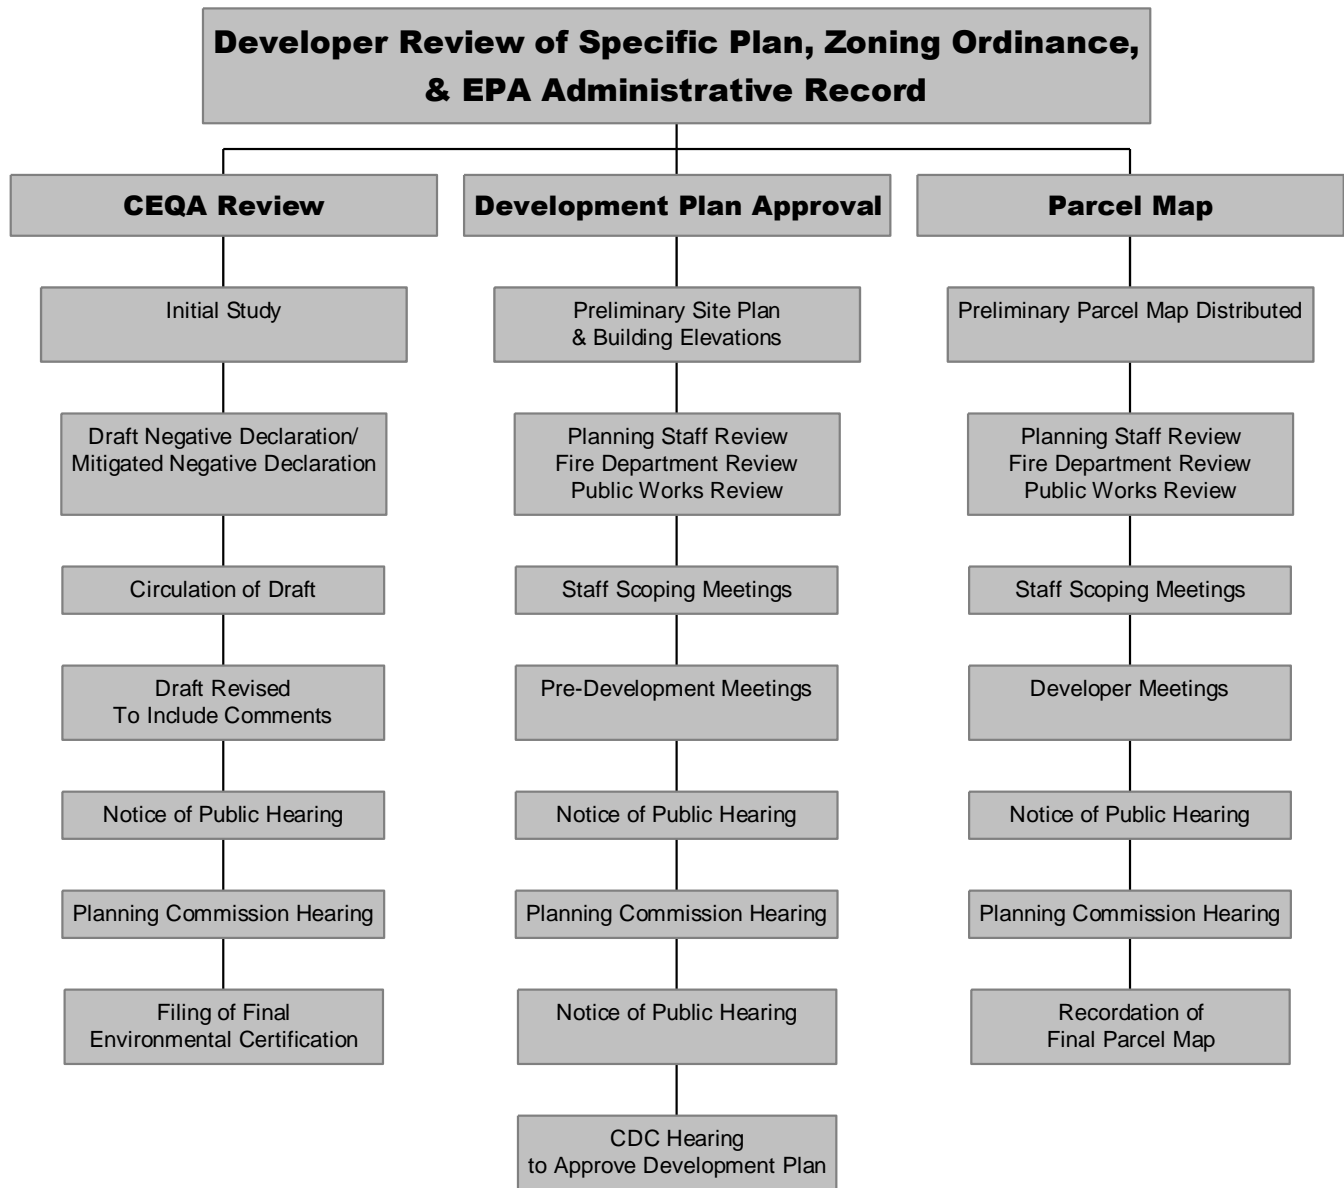 Developer Review of Specific Plan, Zoning Ordinance,
& EPA Administrative Record
CEQA Review
Initial Study
Draft Negative Declaration/
Mitigated Negative Declaration
Circulation of Draft
Draft Revised
To Include Comments
Notice of Public Hearing
Planning Commission Hearing
Filing of Final
Environmental Certification
Development Plan Approval
Preliminary Site Plan
& Building Elevations
Planning Staff Review
Fire Department Review
Public Works Review
Staff Scoping Meetings
Pre-Development Meetings
Notice of Public Hearing
Planning Commission Hearing
Notice of Public Hearing
CDC Hearing
to Approve Development Plan
Parcel Map
Preliminary Parcel Map Distributed
Planning Staff Review
Fire Department Review
Public Works Review
Staff Scoping Meetings
Developer Meetings
Notice of Public Hearing
Planning Commission Hearing
Recordation of
Final Parcel Map